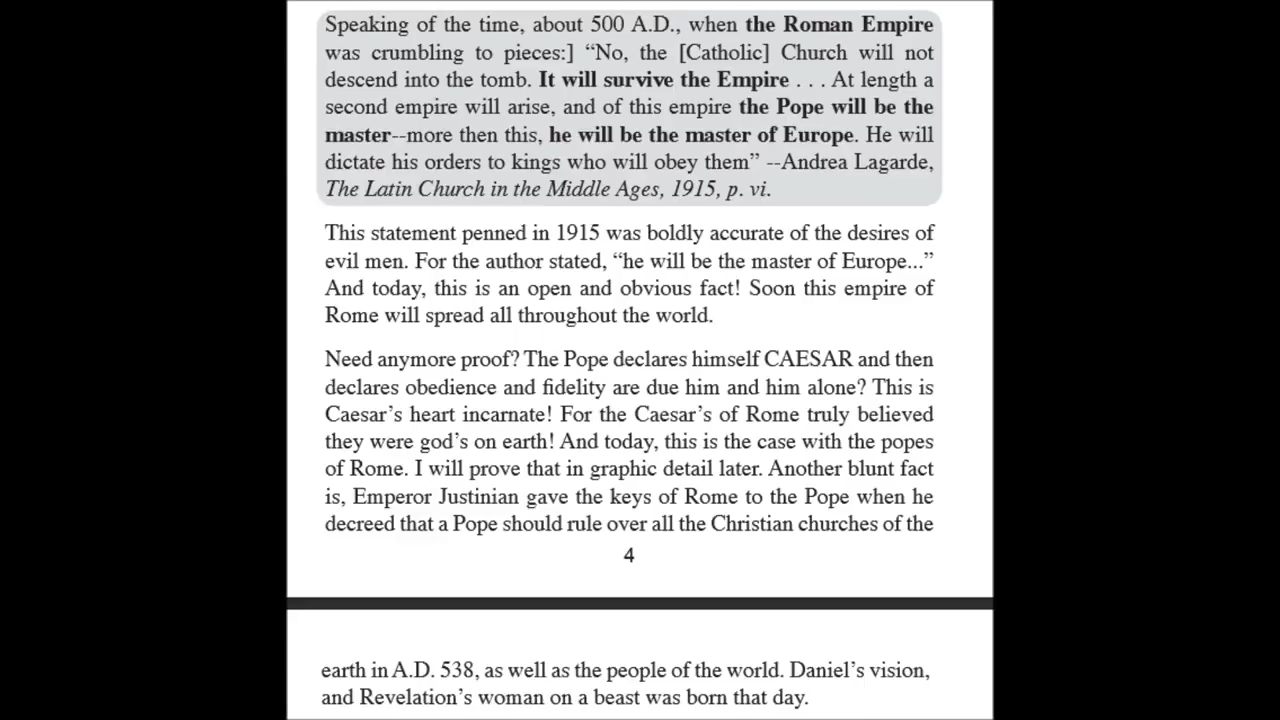 Speaking of the time, about 500 A.D., when the Roman Empire
was crumbling to pieces:] “No, the [Catholic] Church will not
descend into the tomb. It will survive the Empire . . . At length a
second empire will arise, and of this empire the Pope will be the
master--more then this, he will be the master of Europe. He will
dictate his orders to kings who will obey them” --Andrea Lagarde,
The Latin Church in the Middle Ages, 1915, p. vi.
This statement penned in 1915 was boldly accurate of the desires of
evil men. For the author stated, “he will be the master of Europe...”
And today, this is an open and obvious fact! Soon this empire of
Rome will spread all throughout the world.
Need anymore proof? The Pope declares himself CAESAR and then
declares obedience and fidelity are due him and him alone? This is
Caesar’s heart incarnate! For the Caesar’s of Rome truly believed
they were god’s on earth! And today, this is the case with the popes
of Rome. I will prove that in graphic detail later. Another blunt fact
is, Emperor Justinian gave the keys of Rome to the Pope when he
decreed that a Pope should rule over all the Christian churches of the
4
earth in A.D. 538, as well as the people of the world. Daniel’s vision,
and Revelation’s woman on a beast was born that day.